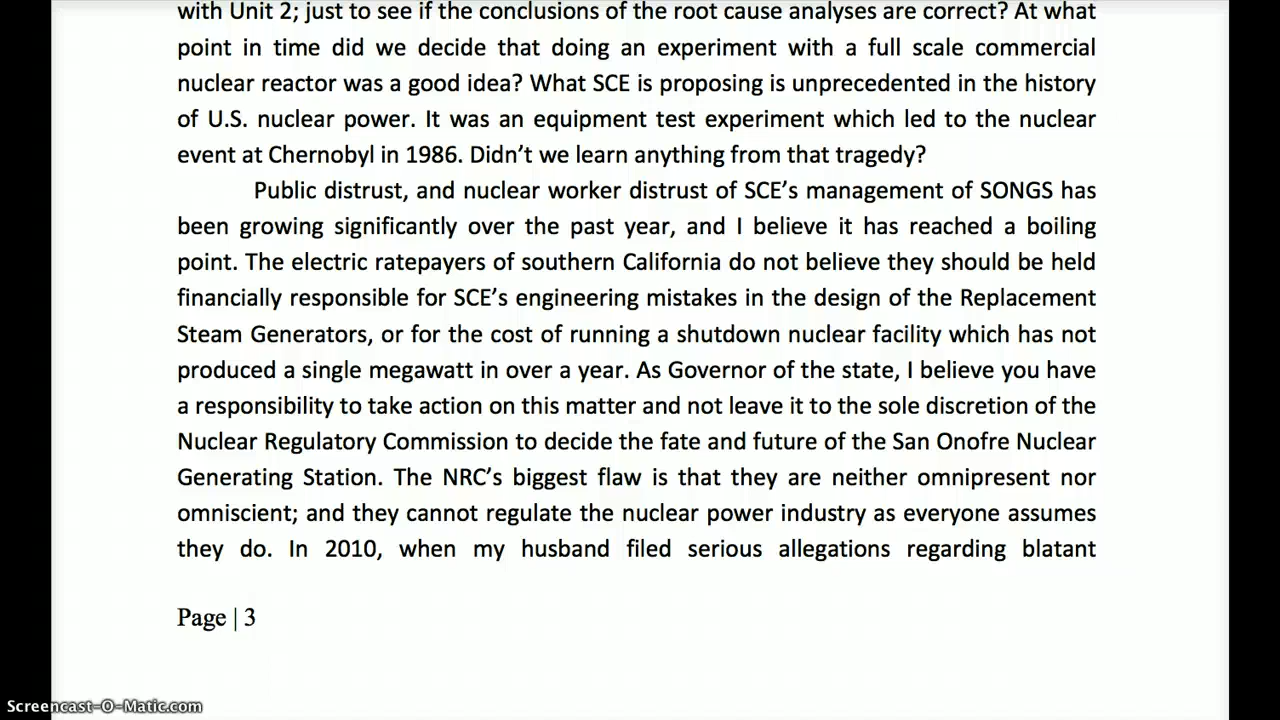 with Unit 2; just to see if the conclusions of the root cause analyses are correct? At what
point in time did we decide that doing an experiment with a full scale commercial
nuclear reactor was a good idea? What SCE is proposing is unprecedented in the history
of U.S. nuclear power. It was an equipment test experiment which led to the nuclear
event at Chernobyl in 1986. Didn’t we learn anything from that tragedy?
Public distrust, and nuclear worker distrust of SCE’s management of SONGS has
been growing significantly over the past year, and I believe it has reached a boiling
point. The electric ratepayers of southern California do not believe they should be held
financially responsible for SCE’s engineering mistakes in the design of the Replacement
Steam Generators, or for the cost of running a shutdown nuclear facility which has not
produced a single megawatt in over a year. As Governor of the state, I believe you have
a responsibility to take action on this matter and not leave it to the sole discretion of the
Nuclear Regulatory Commission to decide the fate and future of the San Onofre Nuclear
Generating Station. The NRC’s biggest flaw is that they are neither omnipresent nor
omniscient; and they cannot regulate the nuclear power industry as everyone assumes
they do. In 2010, when my husband filed serious allegations regarding blatant
Page | 3
Screencast-O-Matic.com